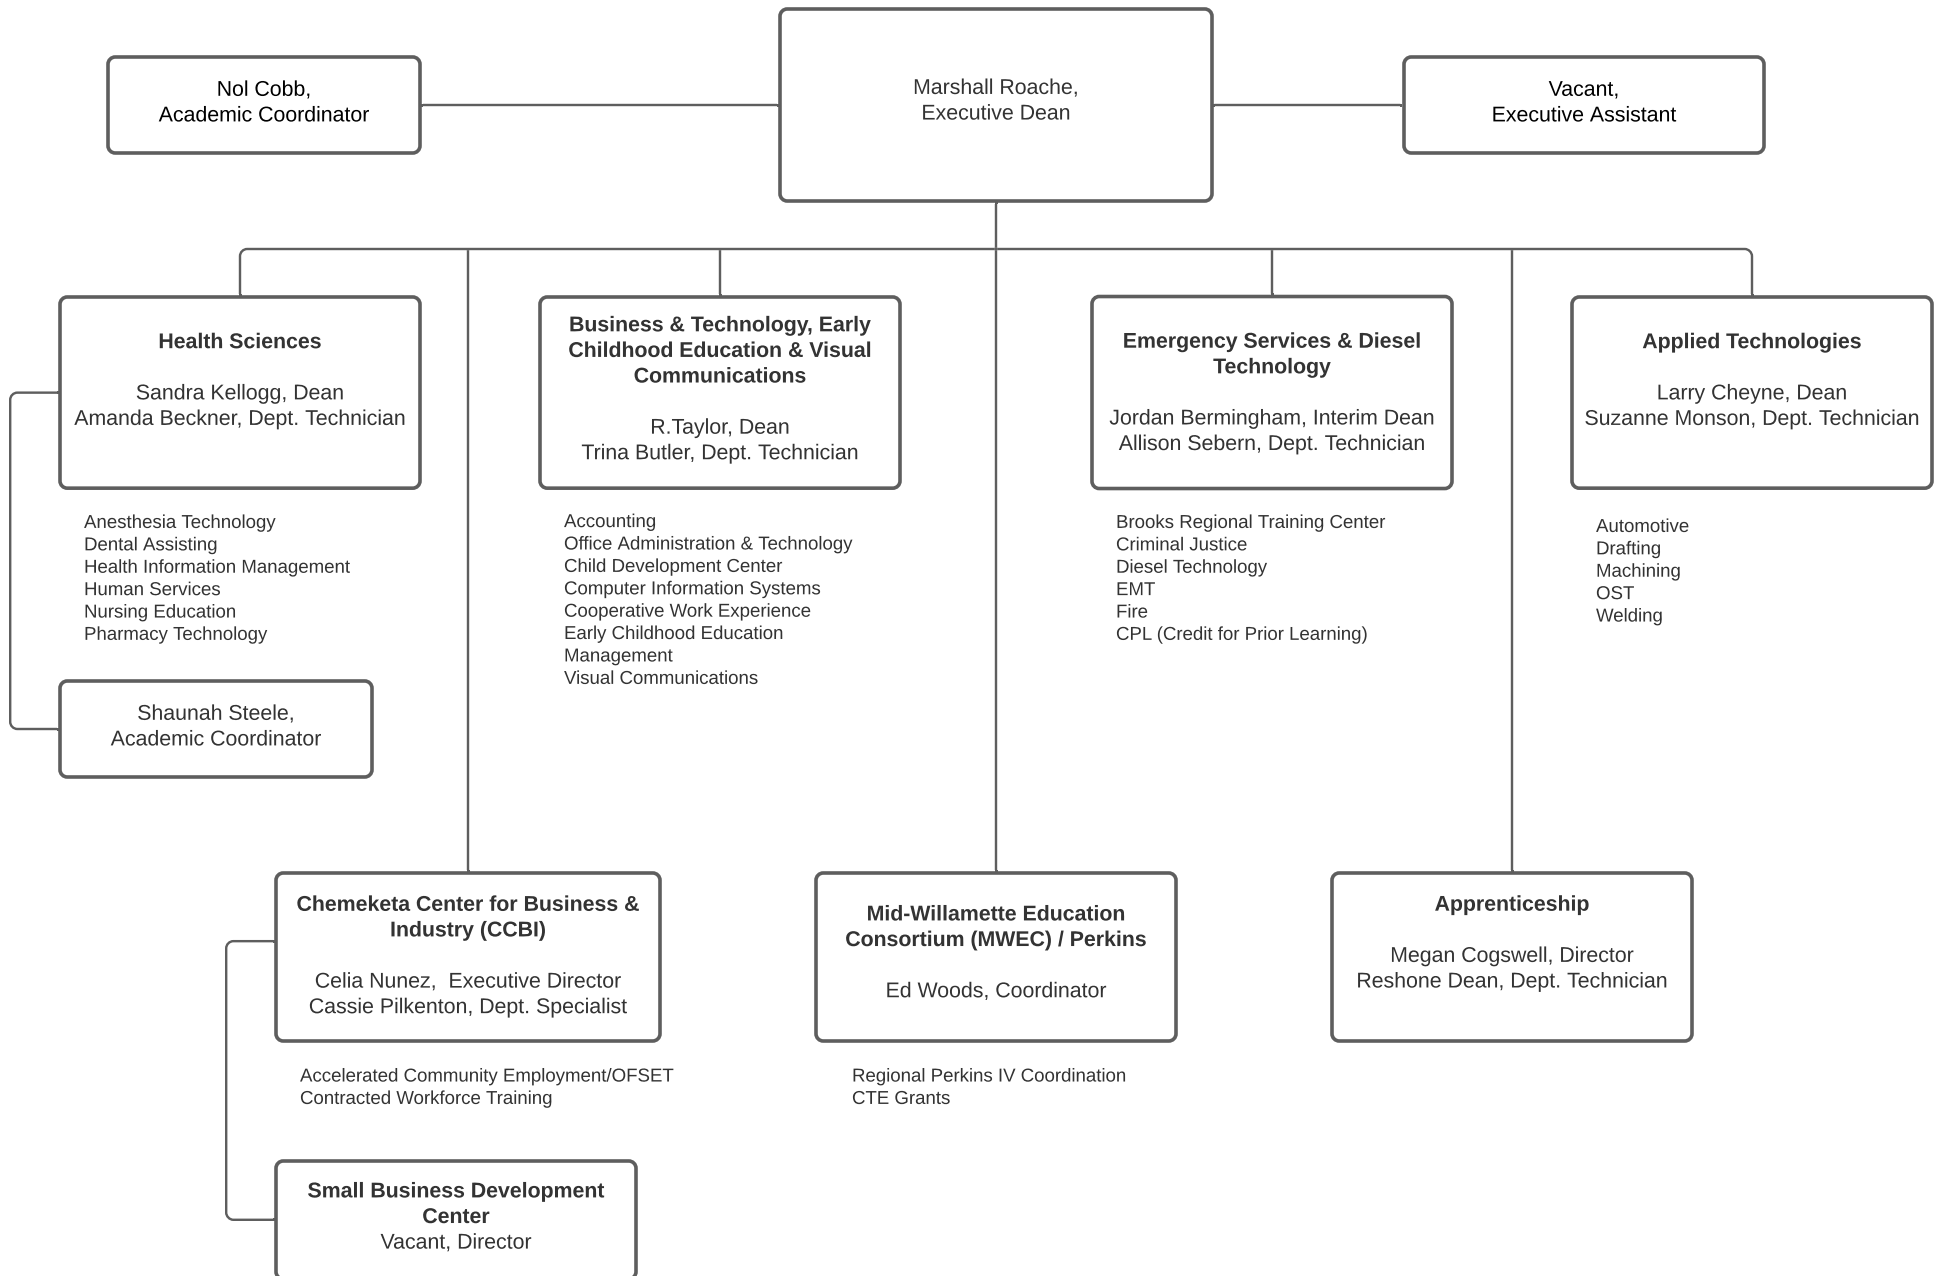 Nol Cobb,
Academic Coordinator
Marshall Roache,
Executive Dean
Vacant,
Executive Assistant
Health Sciences
Sandra Kellogg, Dean
Amanda Beckner, Dept. Technician
Anesthesia Technology
Dental Assisting
Health Information Management
Human Services
Nursing Education
Pharmacy Technology
Shaunah Steele,
Academic Coordinator
Business & Technology, Early
Childhood Education & Visual
Communications
R.Taylor, Dean
Trina Butler, Dept. Technician
Accounting
Office Administration & Technology
Child Development Center
Computer Information Systems
Cooperative Work Experience
Early Childhood Education
Management
Visual Communications
Emergency Services & Diesel
Technology
Jordan Bermingham, Interim Dean
Allison Sebern, Dept. Technician
Brooks Regional Training Center
Criminal Justice
Diesel Technology
EMT
Fire
CPL (Credit for Prior Learning)
Applied Technologies
Larry Cheyne, Dean
Suzanne Monson, Dept. Technician
Automotive
Drafting
Machining
OST
Welding
Chemeketa Center for Business &
Industry (CCBI)
Celia Nunez,  Executive Director
Cassie Pilkenton, Dept. Specialist
Accelerated Community Employment/OFSET
Contracted Workforce Training
Small Business Development
Center
Vacant, Director
Mid-Willamette Education
Consortium (MWEC) / Perkins
Ed Woods, Coordinator
Regional Perkins IV Coordination
CTE Grants
Apprenticeship
Megan Cogswell, Director
Reshone Dean, Dept. Technician